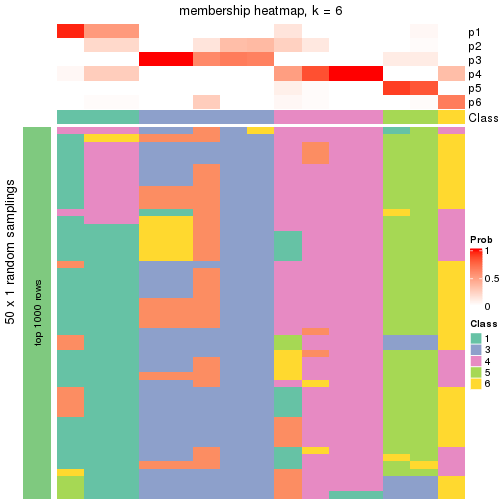 membership heatmap, k = 6
p1
p2
p3
p4
p5
p6
Class
50 x 1 random samplings
top 1000 rows
Prob
1
0.5
0
Class
1
3
4
5
6